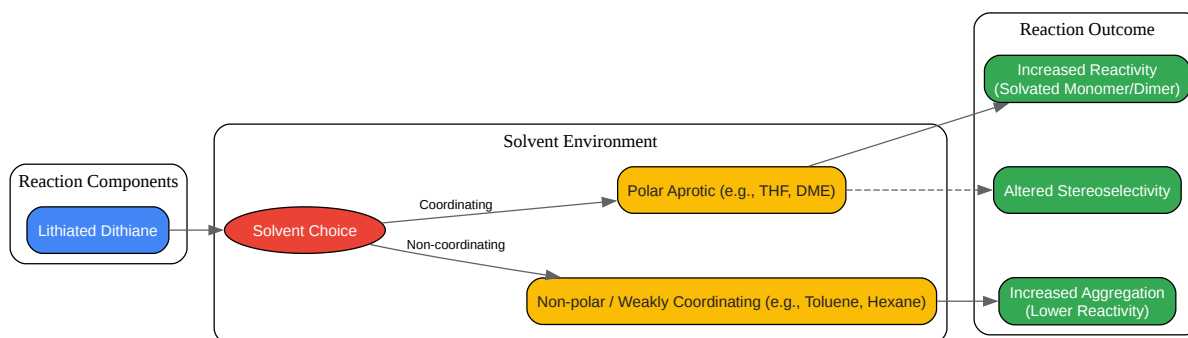 Reaction Components
Lithiated Dithiane
Solvent Environment
Solvent Choice
Coordinating
Non-coordinating
Polar Aprotic (e.g., THF, DME)
Non-polar / Weakly Coordinating (e.g., Toluene, Hexane)
Reaction Outcome
Increased Reactivity
(Solvated Monomer/Dimer)
Altered Stereoselectivity
Increased Aggregation
(Lower Reactivity)